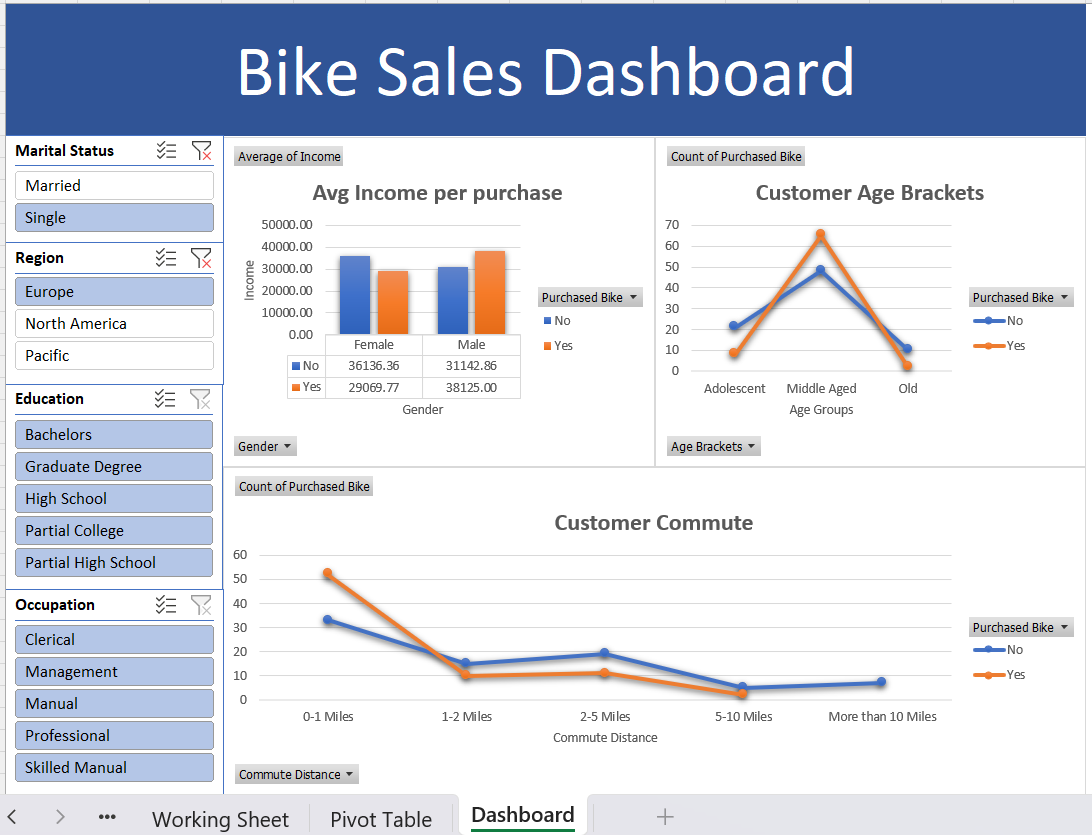 Bike Sales Dashboard
Marital Status
Married
Single
Region
Europe
North America
Pacific
Education
Bachelors
Graduate Degree
High School
Partial College
Partial High School
Occupation
Clerical
Management
Manual
Professional
Skilled Manual
Average of Income
Avg Income per purchase
50000.00
40000.00
30000.00
20000.00
10000.00
0.00
Income
Female Male
No 36136.36 31142.86
Yes 29069.77 38125.00
Gender
Purchased Bike
No
Yes
Gender
Count of Purchased Bike
Customer Age Brackets
70
60
50
40
30
20
10
0
Adolescent Middle Aged Old
Age Groups
Purchased Bike
No
Yes
Age Brackets
Count of Purchased Bike
Customer Commute
60
50
40
30
20
10
0
0-1 Miles 1-2 Miles 2-5 Miles 5-10 Miles More than 10 Miles
Commute Distance
Purchased Bike
No
Yes
Commute Distance
Working Sheet Pivot Table Dashboard